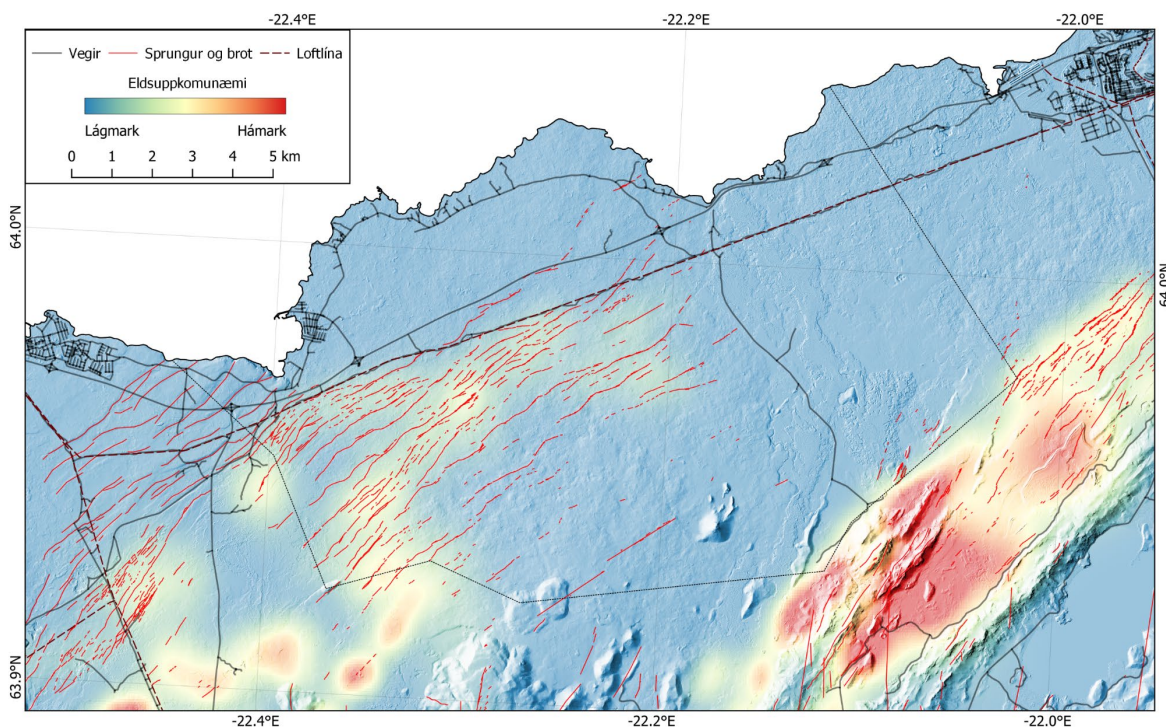 -22.4°E -22.2°E -22.0°E
Vegir Sprungur og brot Loftlína
Eldsuppkomunæmi
Lágmark Hámark
0 1 2 3 4 5 km
64.0°N
64.0°N
63.9°N
-22.4°E -22.2°E -22.0°E